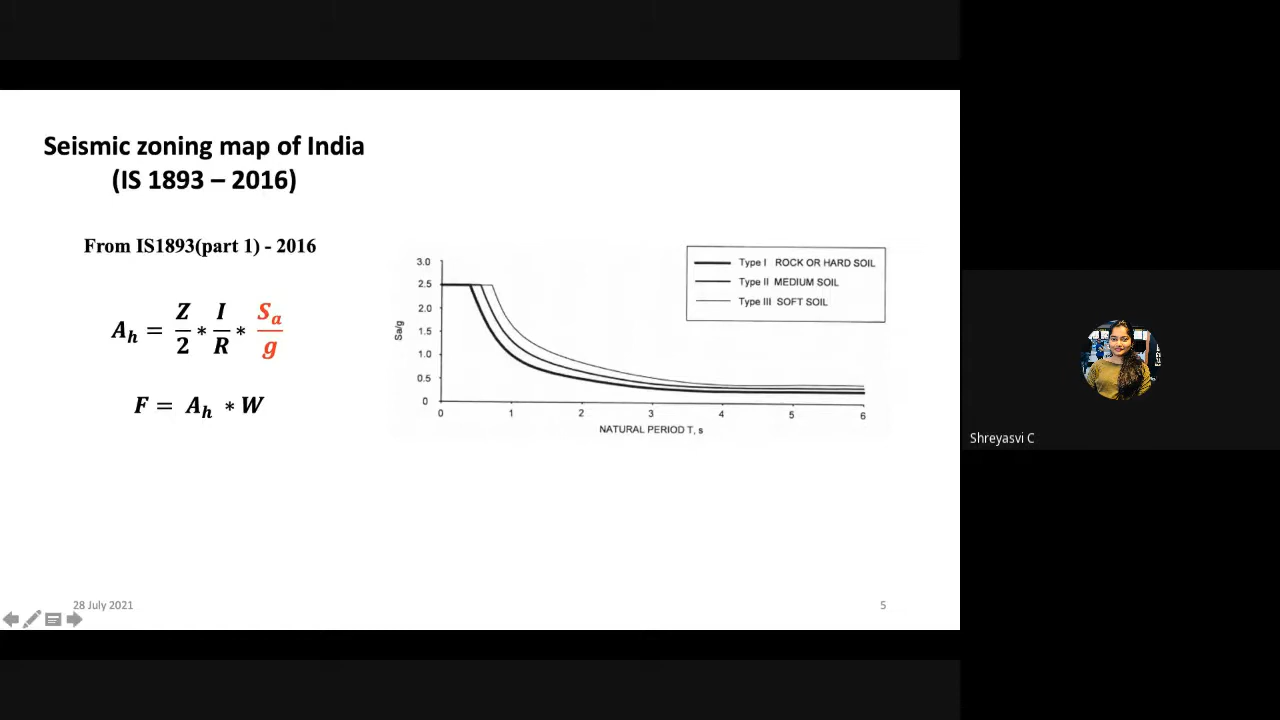 Seismic zoning map of India
(IS 1893 – 2016)
From IS1893(part 1) - 2016
A_h = Z/2 * I/R * S_a/g
F = A_h * W
3.0
2.5
2.0
1.5
1.0
0.5
0
Sa/g
0 1 2 3 4 5 6
NATURAL PERIOD T, s
Type I ROCK OR HARD SOIL
Type II MEDIUM SOIL
Type III SOFT SOIL
28 July 2021
5
Shreyasvi C